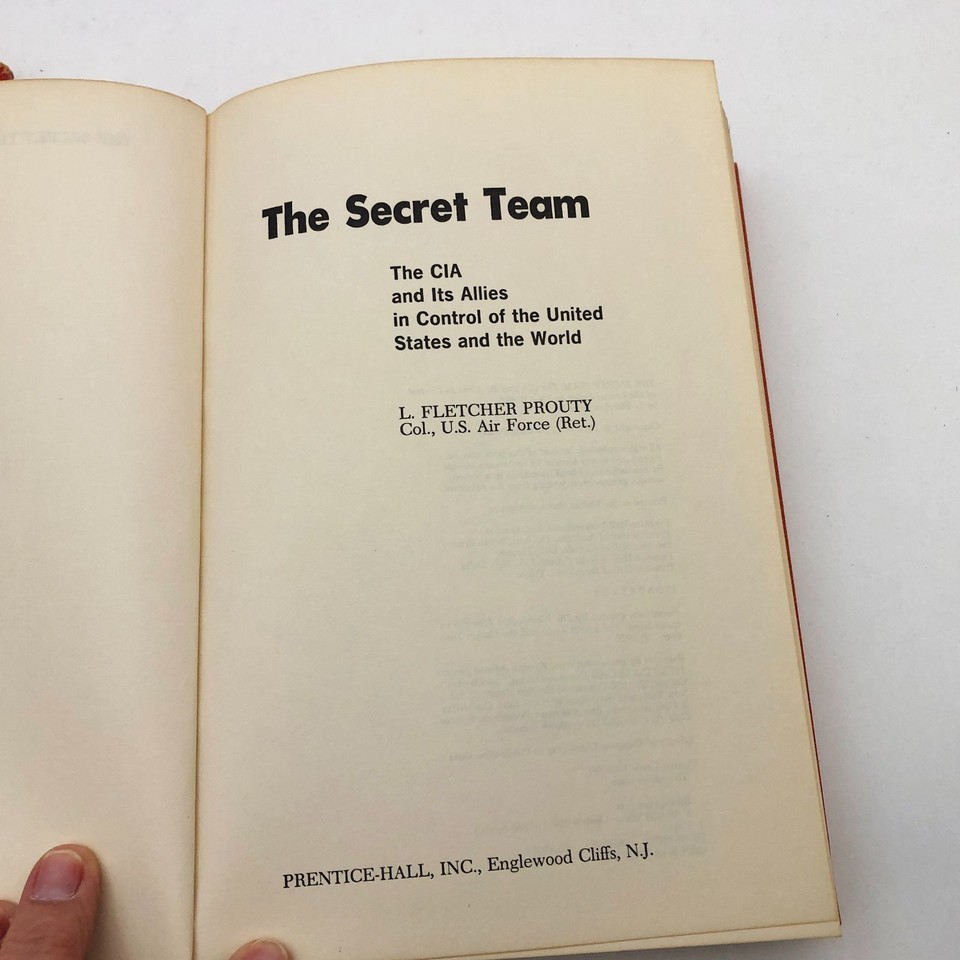 The Secret Team
The CIA
and Its Allies
in Control of the United
States and the World
L. FLETCHER PROUTY
Col., U.S. Air Force (Ret.)
PRENTICE-HALL, INC., Englewood Cliffs, N.J.